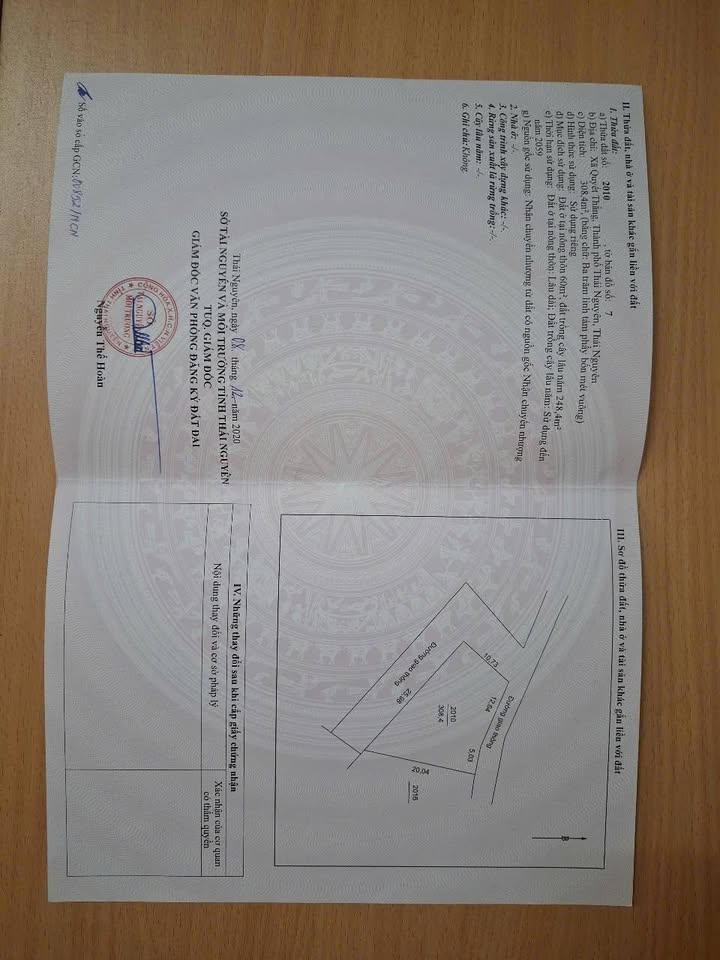 II. Thửa đất, nhà ở và tài sản khác gắn liền với đất
1. Thửa đất:
a) Thửa đất số: 2010 , tờ bản đồ số: 7
b) Địa chỉ: Xã Quyết Thắng, Thành phố Thái Nguyên, Thái Nguyên
c) Diện tích: 308,4m², (bằng chữ: Ba trăm linh tám phẩy bốn mét vuông)
d) Hình thức sử dụng: Sử dụng riêng
đ) Mục đích sử dụng: Đất ở tại nông thôn 60m², đất trồng cây lâu năm 248,4m²
e) Thời hạn sử dụng: Đất ở tại nông thôn: Lâu dài; Đất trồng cây lâu năm: Sử dụng đến
năm 2059
g) Nguồn gốc sử dụng: Nhận chuyển nhượng từ đất có nguồn gốc Nhận chuyển nhượng
2. Nhà ở: -/-.
3. Công trình xây dựng khác: -/-.
4. Rừng sản xuất là rừng trồng: -/-.
5. Cây lâu năm: -/-.
6. Ghi chú: Không.
Thái Nguyên, ngày 08 tháng 12 năm 2020
SỞ TÀI NGUYÊN VÀ MÔI TRƯỜNG TỈNH THÁI NGUYÊN
TUQ. GIÁM ĐỐC
GIÁM ĐỐC VĂN PHÒNG ĐĂNG KÝ ĐẤT ĐAI
SỞ
TÀI NGUYÊN
MÔI TRƯỜNG
Nguyễn Thế Hoàn
Số vào sổ cấp GCN:
III. Sơ đồ thửa đất, nhà ở và tài sản khác gắn liền với đất
B
Đường giao thông
10,73
12,64
5,03
2010
308,4
25,98
Đường giao thông
20,04
2016
IV. Những thay đổi sau khi cấp giấy chứng nhận
Nội dung thay đổi và cơ sở pháp lý
Xác nhận của cơ quan
có thẩm quyền